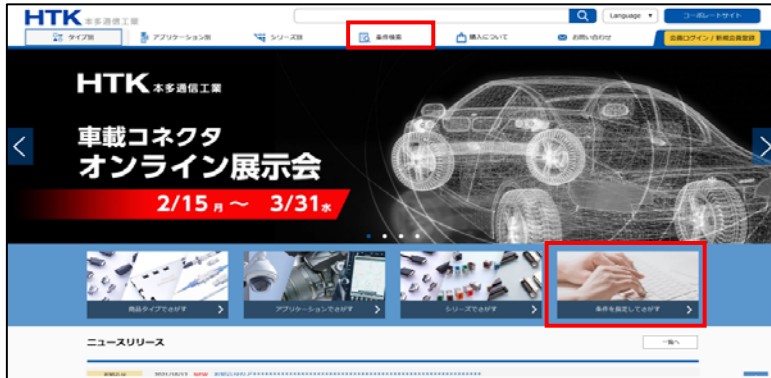 HTK 本多通信工業
Language ▼
コーポレートサイト
タイプ別
アプリケーション別
シリーズ別
条件検索
購入について
お問い合わせ
会員ログイン / 新規会員登録
HTK 本多通信工業
車載コネクタ
オンライン展示会
2/15月～ 3/31水
商品タイプでさがす
アプリケーションでさがす
シリーズでさがす
条件を指定してさがす
ニュースリリース
一覧へ
NEW